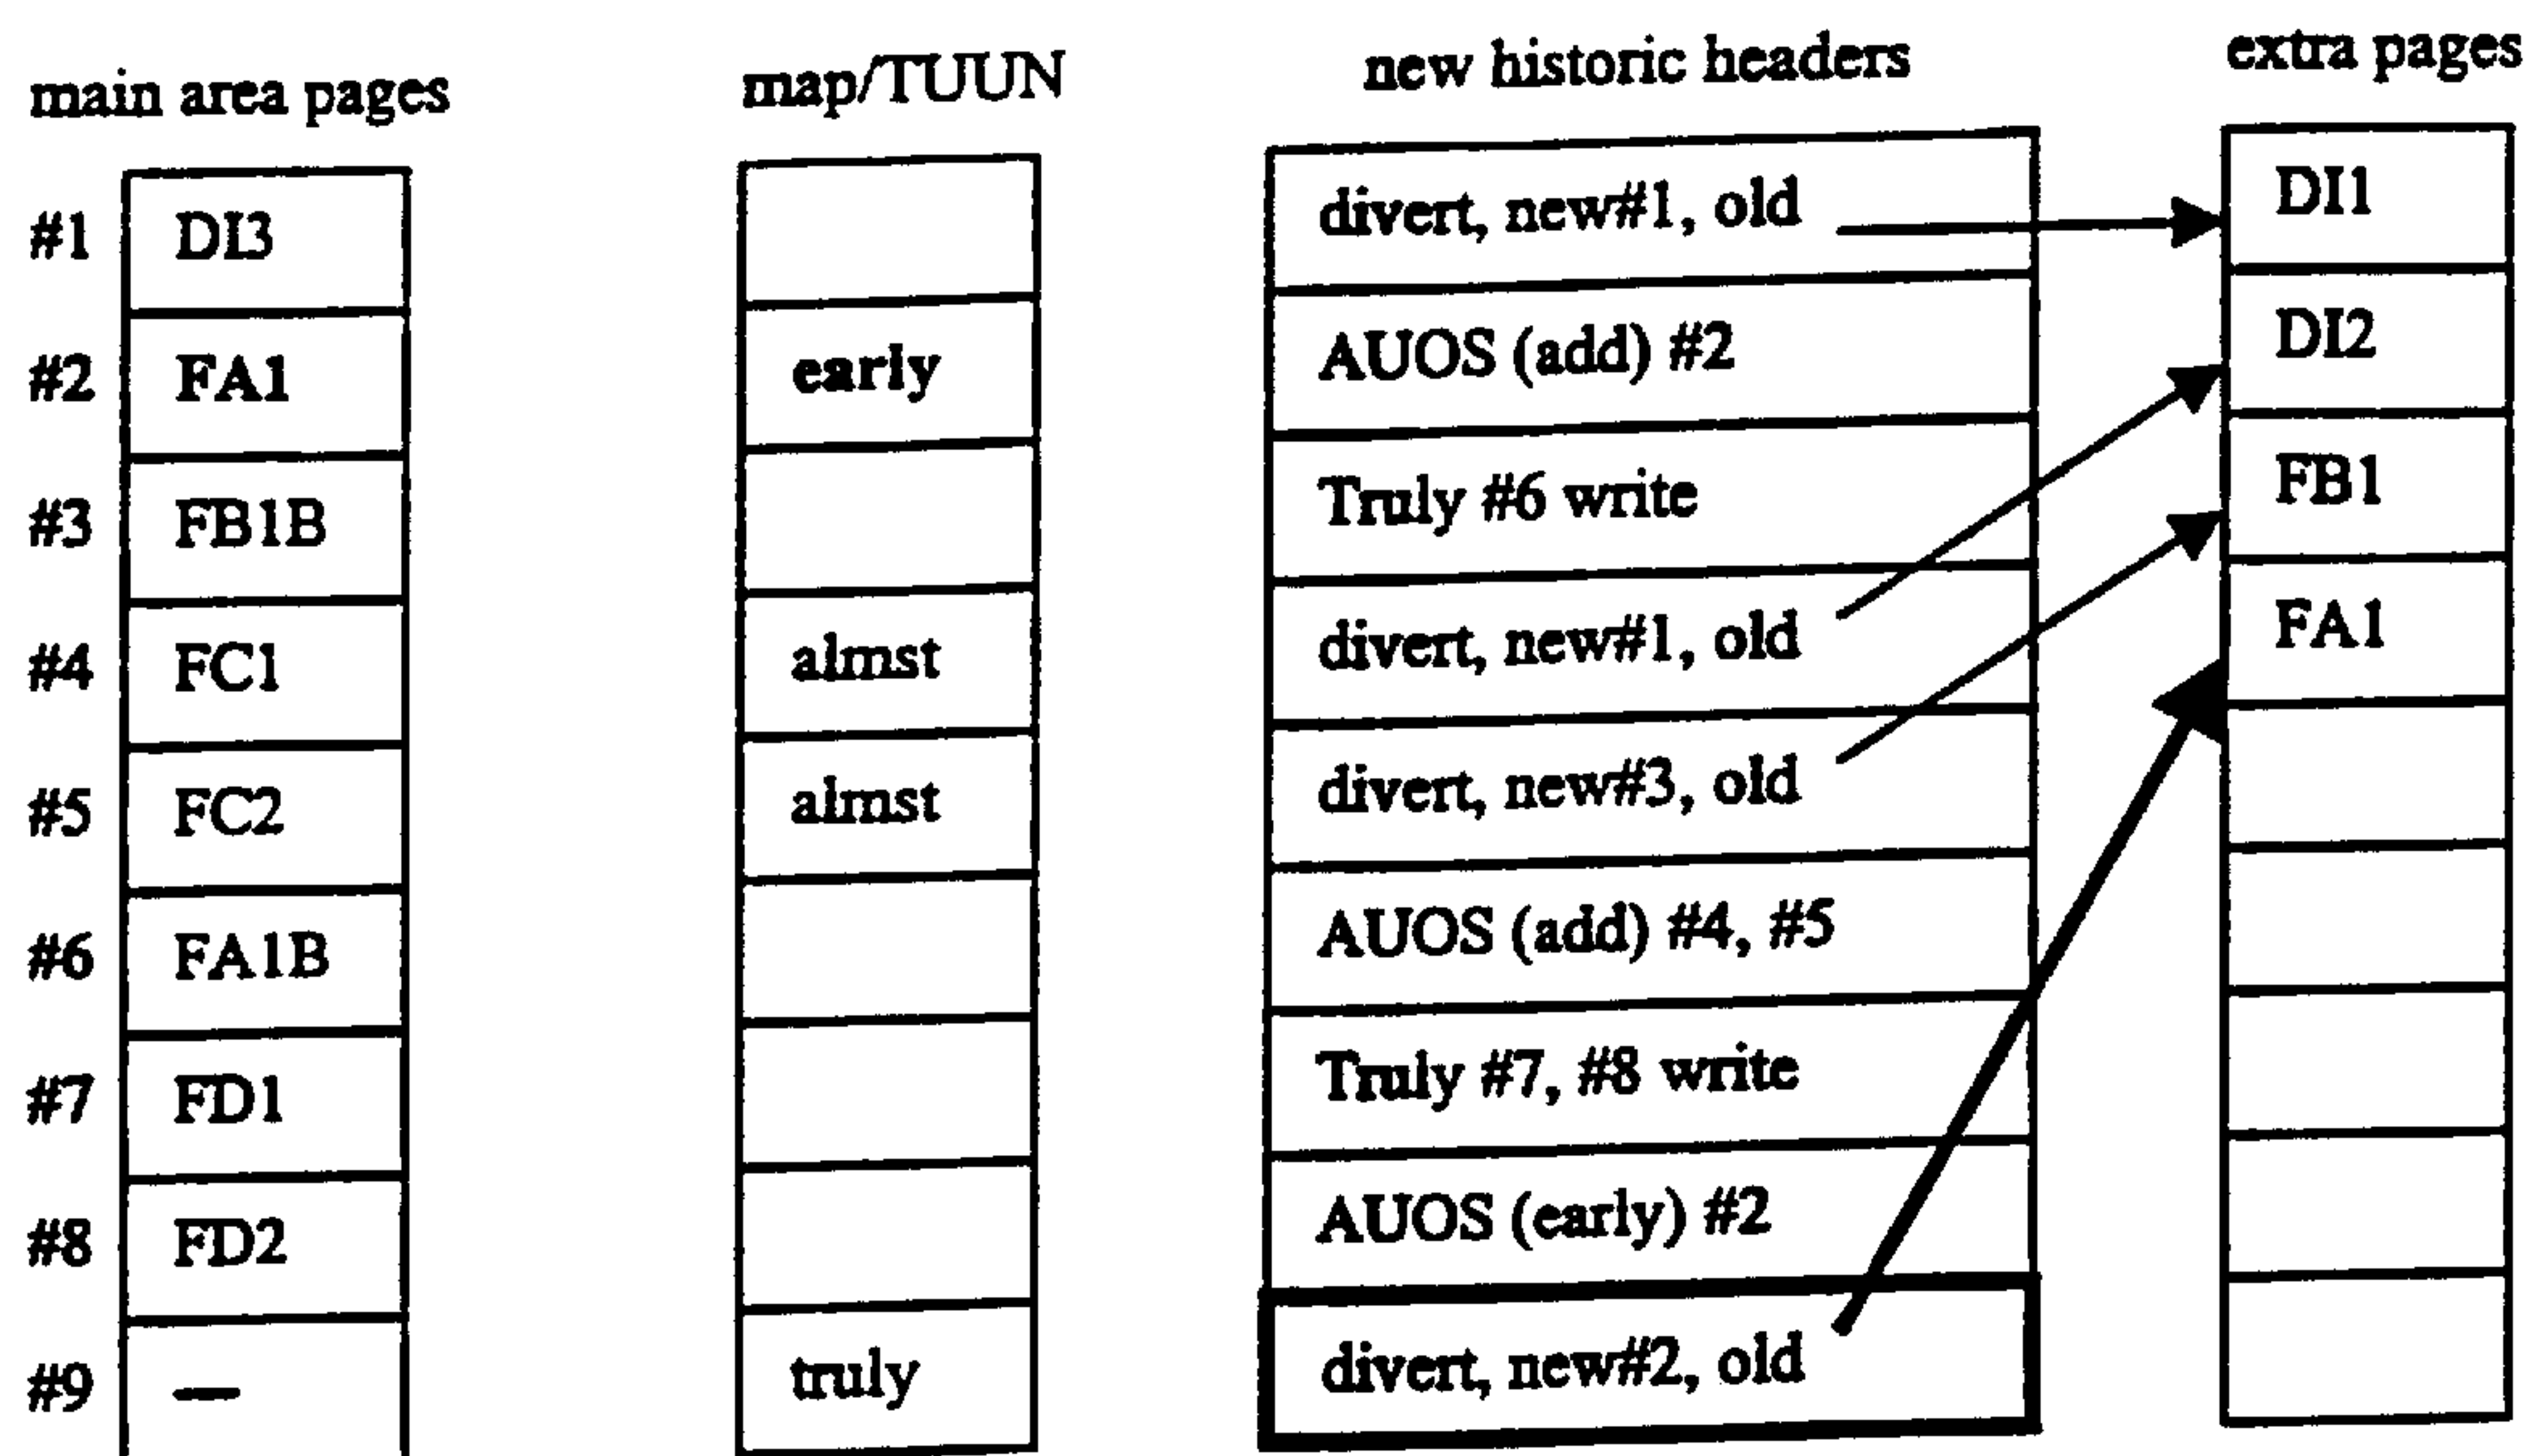 main area pages
map/TUUN
new historic headers
extra pages
#1 DI3
#2 FA1
#3 FB1B
#4 FC1
#5 FC2
#6 FA1B
#7 FD1
#8 FD2
#9 —
early
almst
almst
truly
divert, new#1, old
AUOS (add) #2
Truly #6 write
divert, new#1, old
divert, new#3, old
AUOS (add) #4, #5
Truly #7, #8 write
AUOS (early) #2
divert, new#2, old
DI1
DI2
FB1
FA1